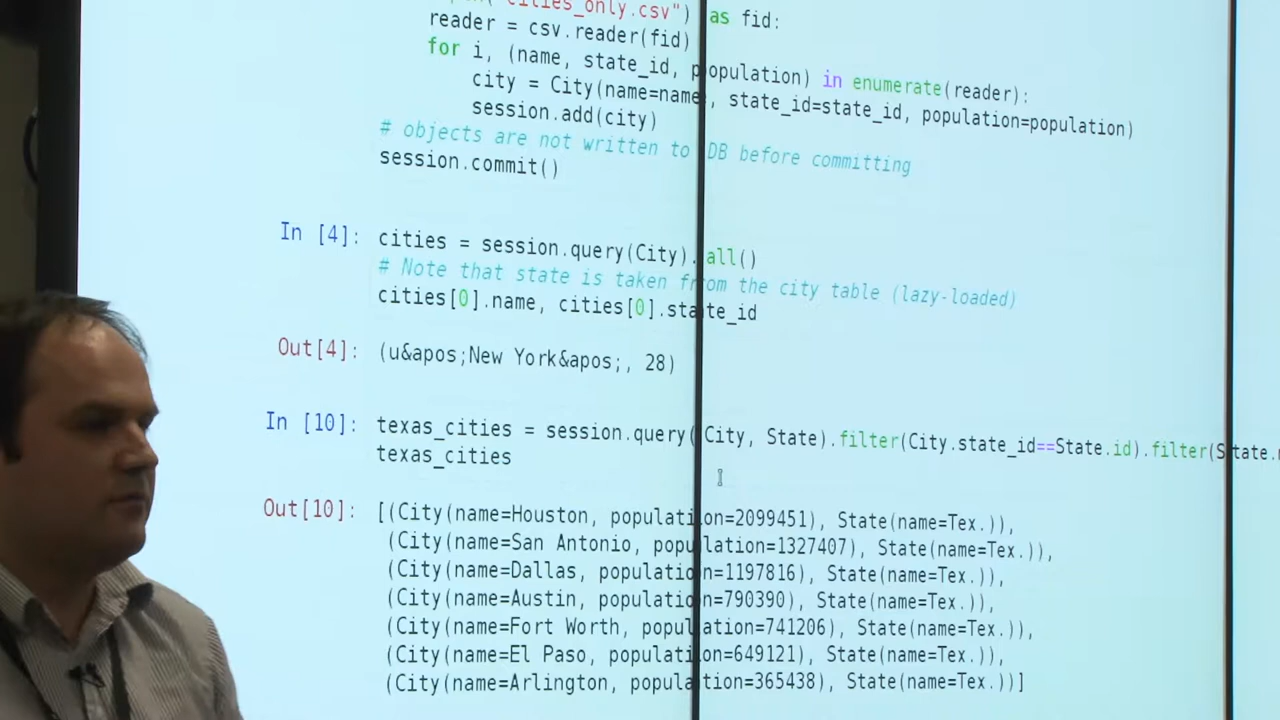 cities_only.csv") as fid:
reader = csv.reader(fid)
for i, (name, state_id, population) in enumerate(reader):
city = City(name=name, state_id=state_id, population=population)
session.add(city)
# objects are not written to DB before committing
session.commit()
In [4]: cities = session.query(City).all()
# Note that state is taken from the city table (lazy-loaded)
cities[0].name, cities[0].state_id
Out[4]: (u&apos;New York&apos;, 28)
In [10]: texas_cities = session.query(City, State).filter(City.state_id==State.id).filter(State.
texas_cities
Out[10]: [(City(name=Houston, population=2099451), State(name=Tex.)),
(City(name=San Antonio, population=1327407), State(name=Tex.)),
(City(name=Dallas, population=1197816), State(name=Tex.)),
(City(name=Austin, population=790390), State(name=Tex.)),
(City(name=Fort Worth, population=741206), State(name=Tex.)),
(City(name=El Paso, population=649121), State(name=Tex.)),
(City(name=Arlington, population=365438), State(name=Tex.))]